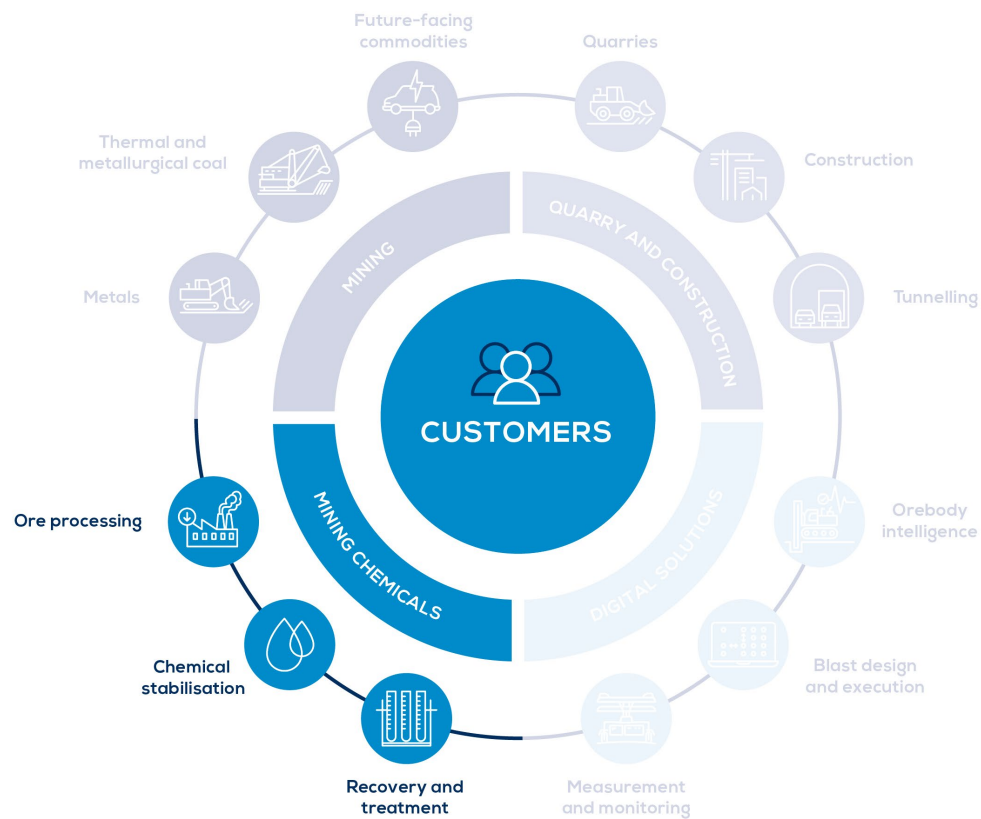 Future-facing
commodities
Quarries
Thermal and
metallurgical coal
Construction
MINING
QUARRY AND CONSTRUCTION
Metals
Tunnelling
CUSTOMERS
Ore processing
MINING CHEMICALS
DIGITAL SOLUTIONS
Orebody
intelligence
Chemical
stabilisation
Blast design
and execution
Recovery and
treatment
Measurement
and monitoring